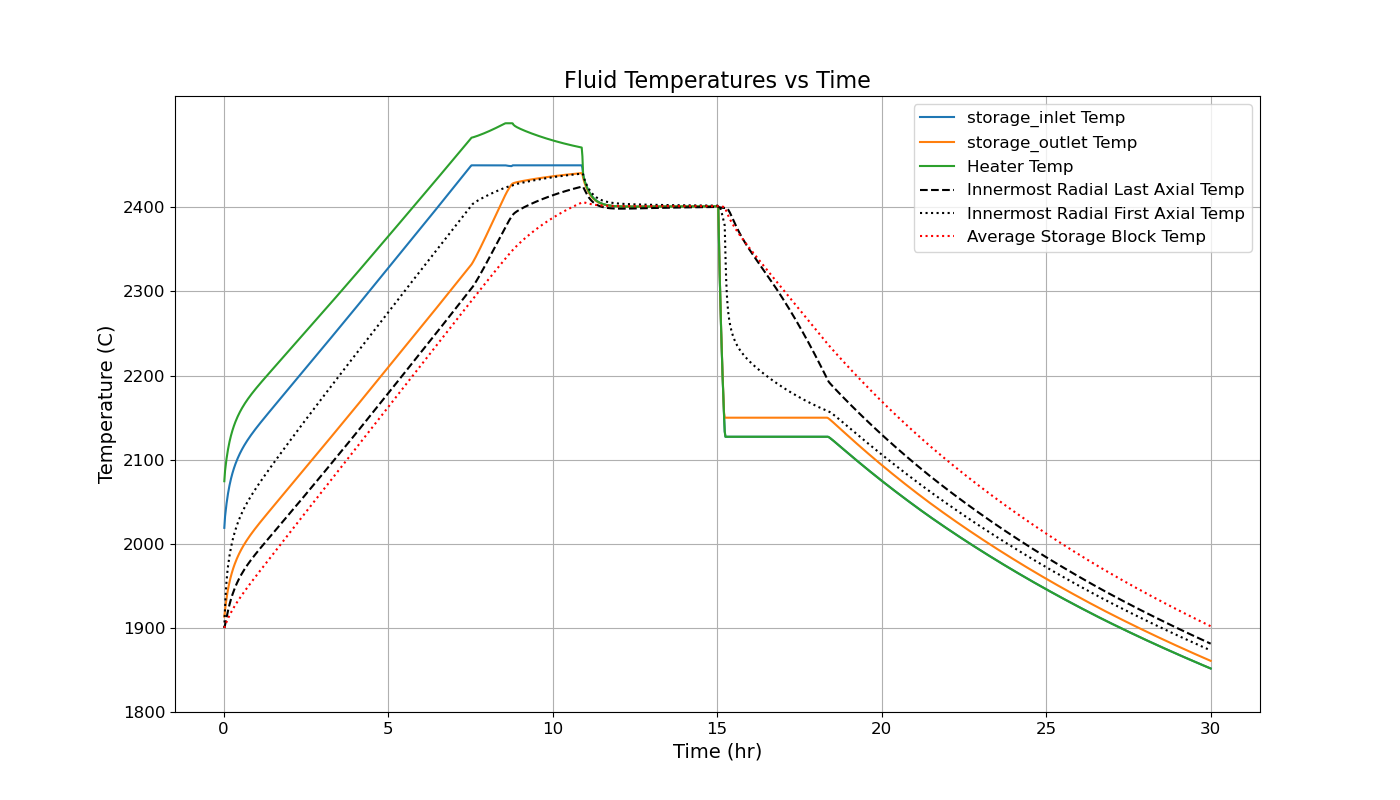 Fluid Temperatures vs Time
storage_inlet Temp
storage_outlet Temp
Heater Temp
Innermost Radial Last Axial Temp
Innermost Radial First Axial Temp
Average Storage Block Temp
Temperature (C)
2400
2300
2200
2100
2000
1900
1800
0 5 10 15 20 25 30
Time (hr)